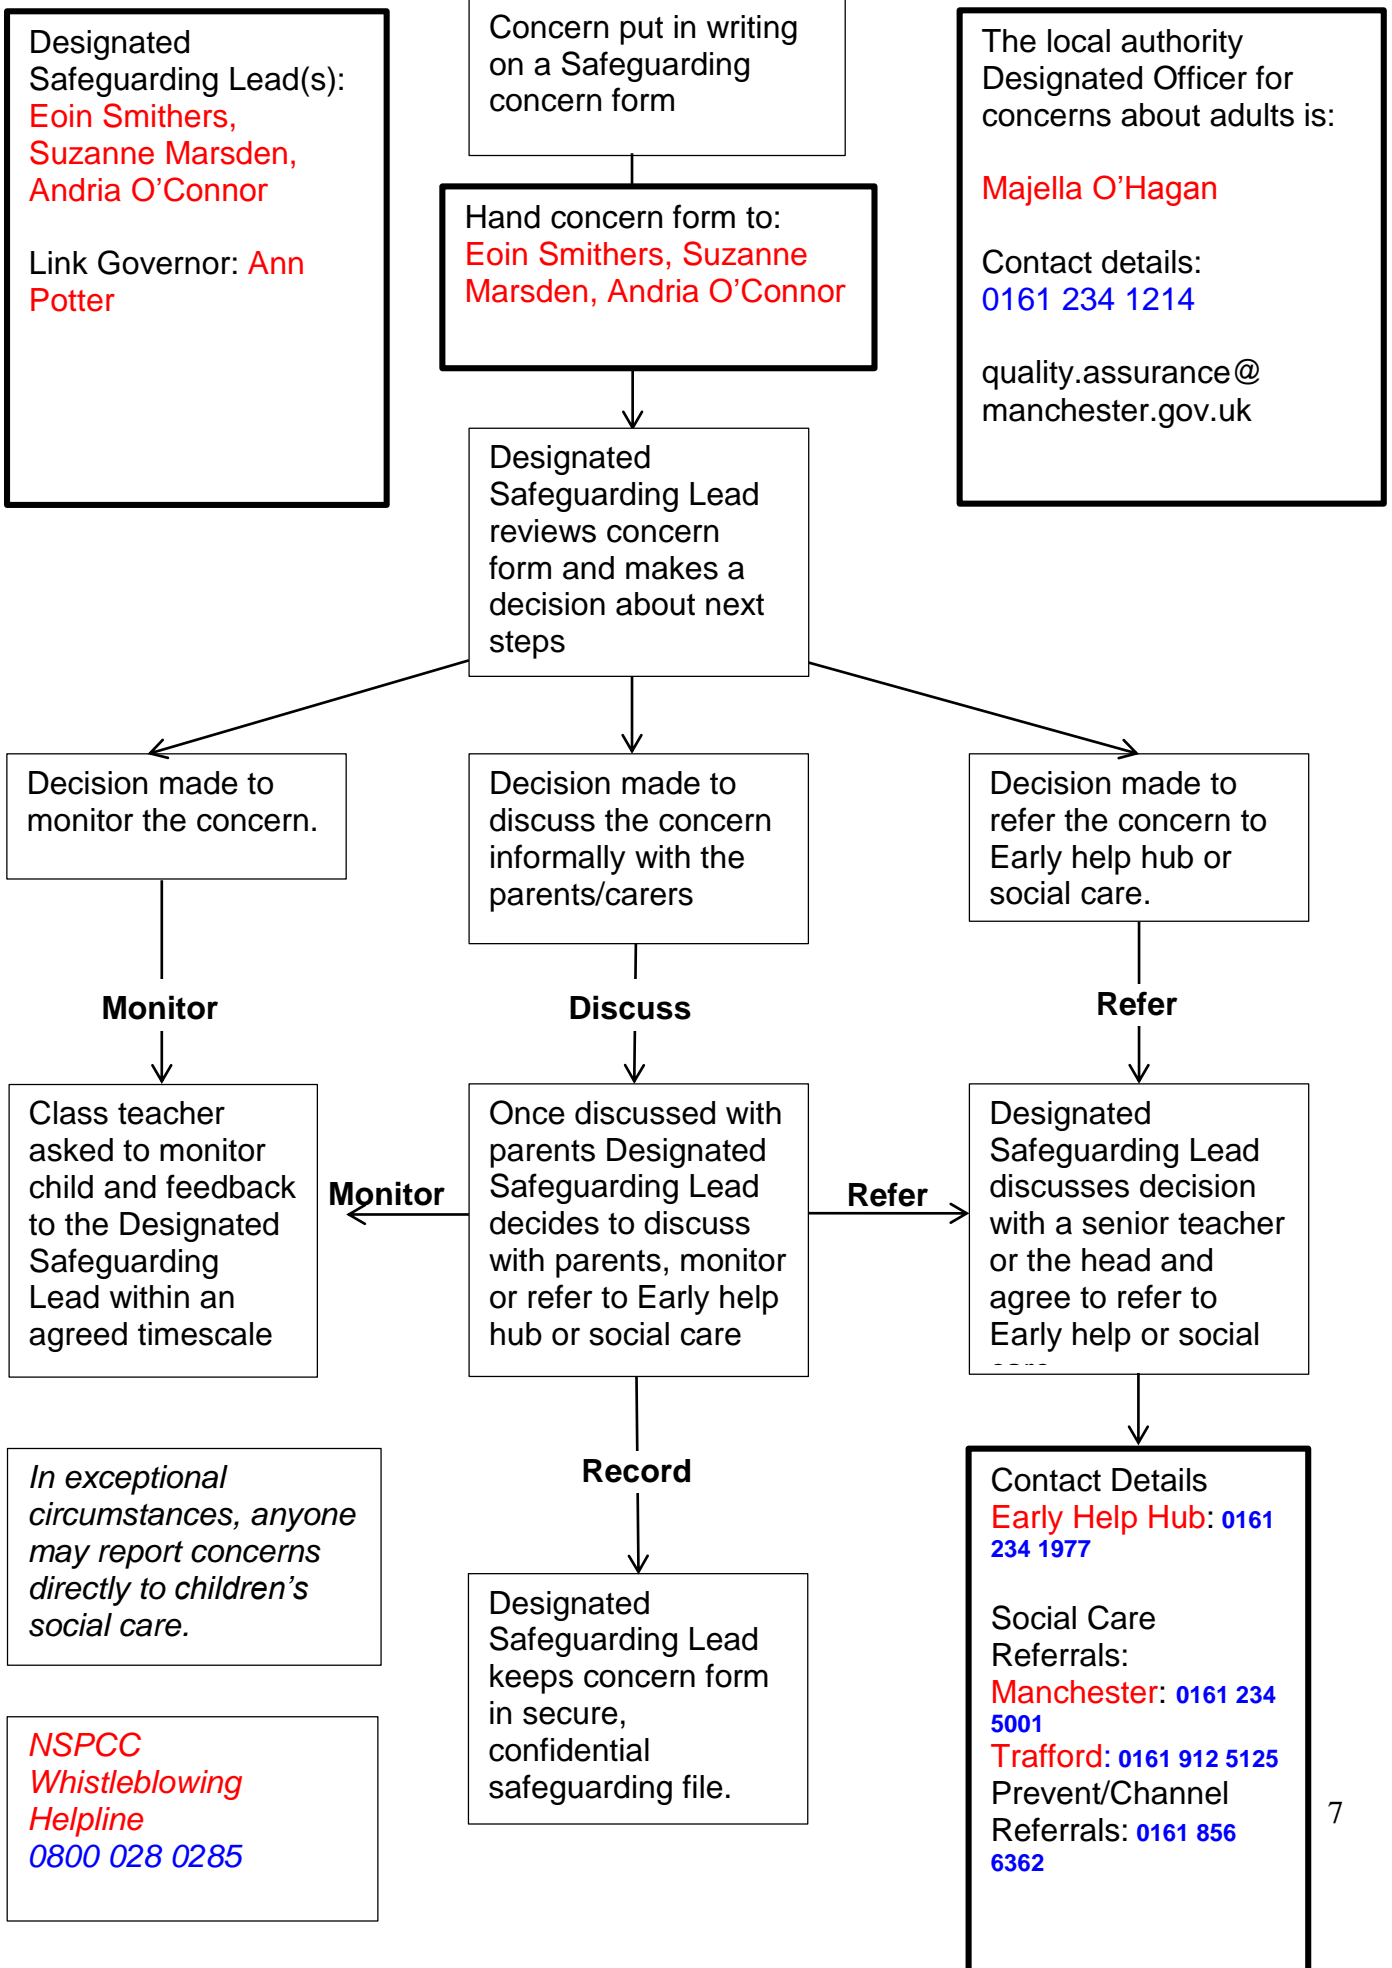 Designated
Safeguarding Lead(s):
Eoin Smithers,
Suzanne Marsden,
Andria O’Connor
Link Governor: Ann
Potter
Concern put in writing
on a Safeguarding
concern form
The local authority
Designated Officer for
concerns about adults is:
Majella O’Hagan
Contact details:
0161 234 1214
quality.assurance@
manchester.gov.uk
Hand concern form to:
Eoin Smithers, Suzanne
Marsden, Andria O’Connor
Designated
Safeguarding Lead
reviews concern
form and makes a
decision about next
steps
Decision made to
monitor the concern.
Decision made to
discuss the concern
informally with the
parents/carers
Decision made to
refer the concern to
Early help hub or
social care.
Monitor
Discuss
Refer
Class teacher
asked to monitor
child and feedback
to the Designated
Safeguarding
Lead within an
agreed timescale
Monitor
Once discussed with
parents Designated
Safeguarding Lead
decides to discuss
with parents, monitor
or refer to Early help
hub or social care
Refer
Designated
Safeguarding Lead
discusses decision
with a senior teacher
or the head and
agree to refer to
Early help or social
In exceptional
circumstances, anyone
may report concerns
directly to children’s
social care.
Record
Contact Details
Early Help Hub: 0161
234 1977
Social Care
Referrals:
Manchester: 0161 234
5001
Trafford: 0161 912 5125
Prevent/Channel
Referrals: 0161 856
6362
Designated
Safeguarding Lead
keeps concern form
in secure,
confidential
safeguarding file.
NSPCC
Whistleblowing
Helpline
0800 028 0285
7